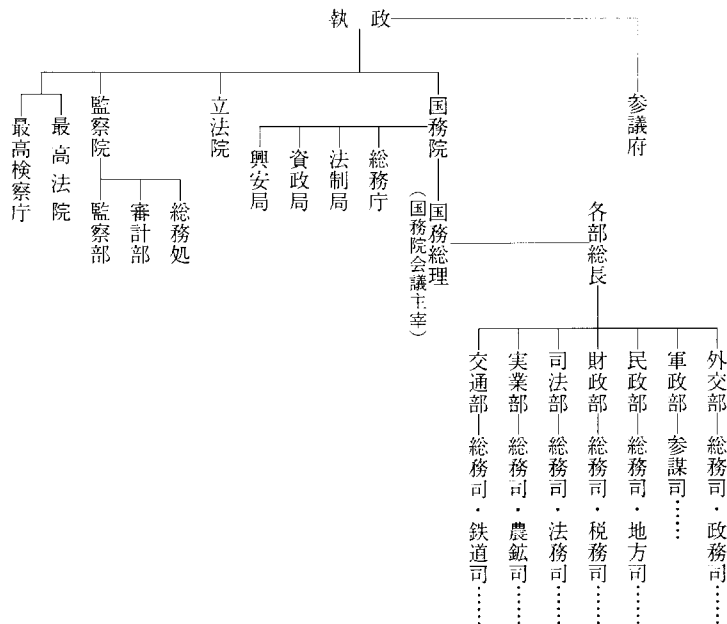 執政
参議府
国務院
立法院
監察院
最高法院
最高検察庁
総務庁
法制局
資政局
興安局
総務処
審計部
監察部
国務総理
（国務院会議主宰）
各部総長
外交部 総務司・政務司……
軍政部 参謀司……
民政部 総務司・地方司……
財政部 総務司・税務司……
司法部 総務司・法務司……
実業部 総務司・農鉱司……
交通部 総務司・鉄道司……